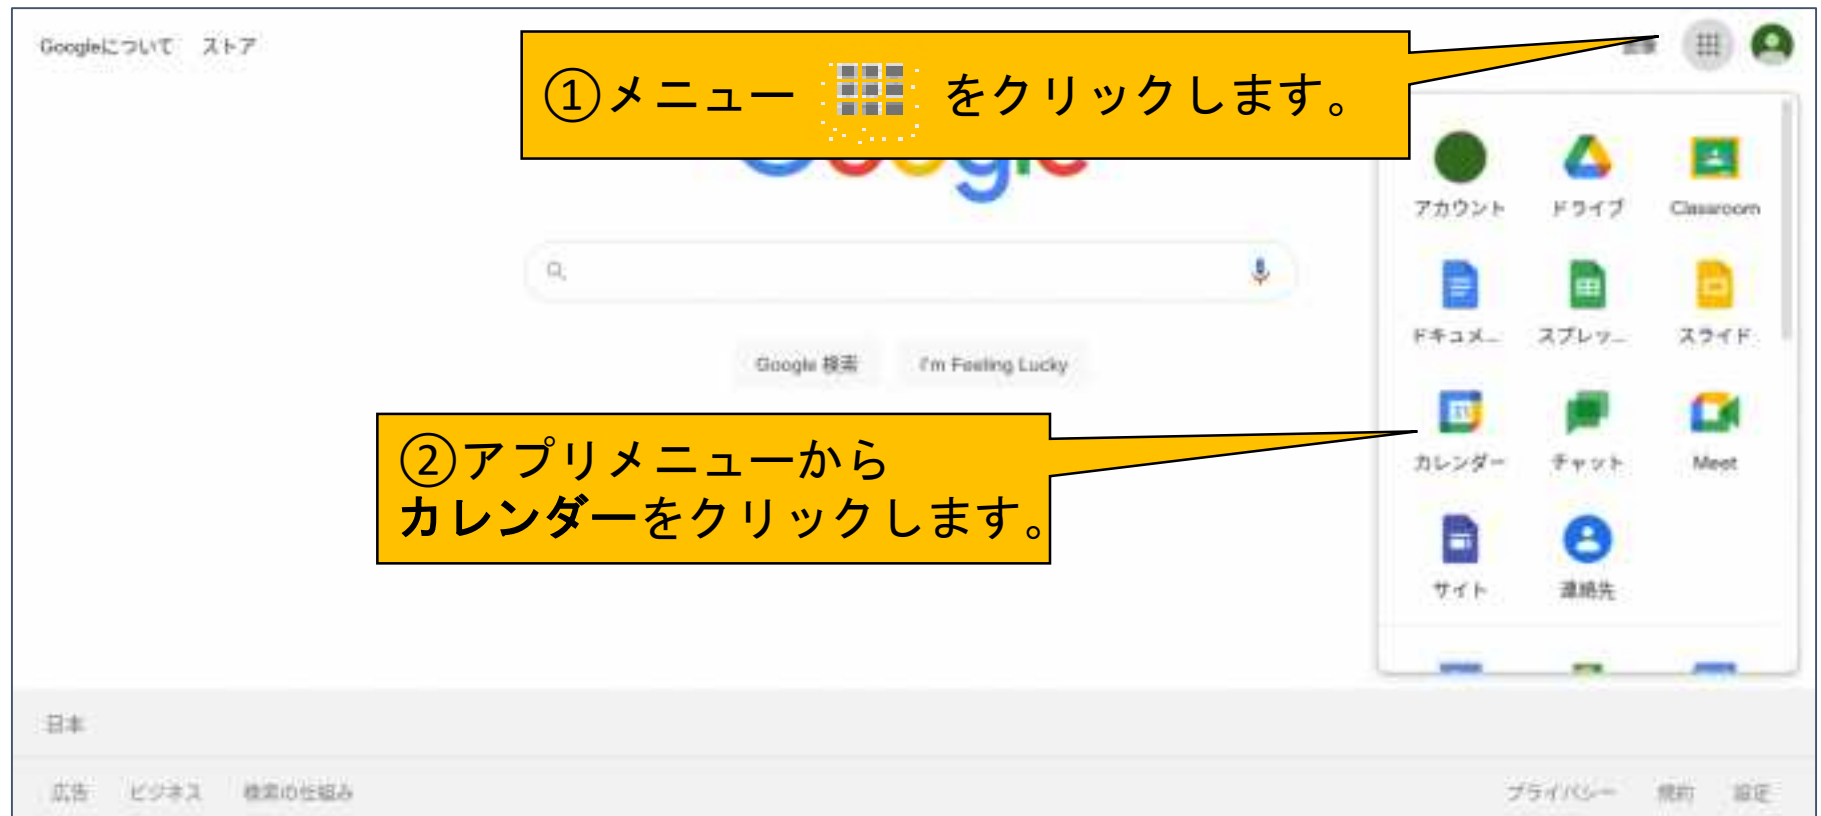 Googleについて ストア
①メニュー をクリックします。
Google
アカウント ドライブ Classroom
ドキュメ... スプレッ... スライド
Google 検索 I'm Feeling Lucky
②アプリメニューから
カレンダーをクリックします。
31
カレンダー チャット Meet
サイト 連絡先
日本
広告 ビジネス 検索の仕組み
プライバシー 規約 設定